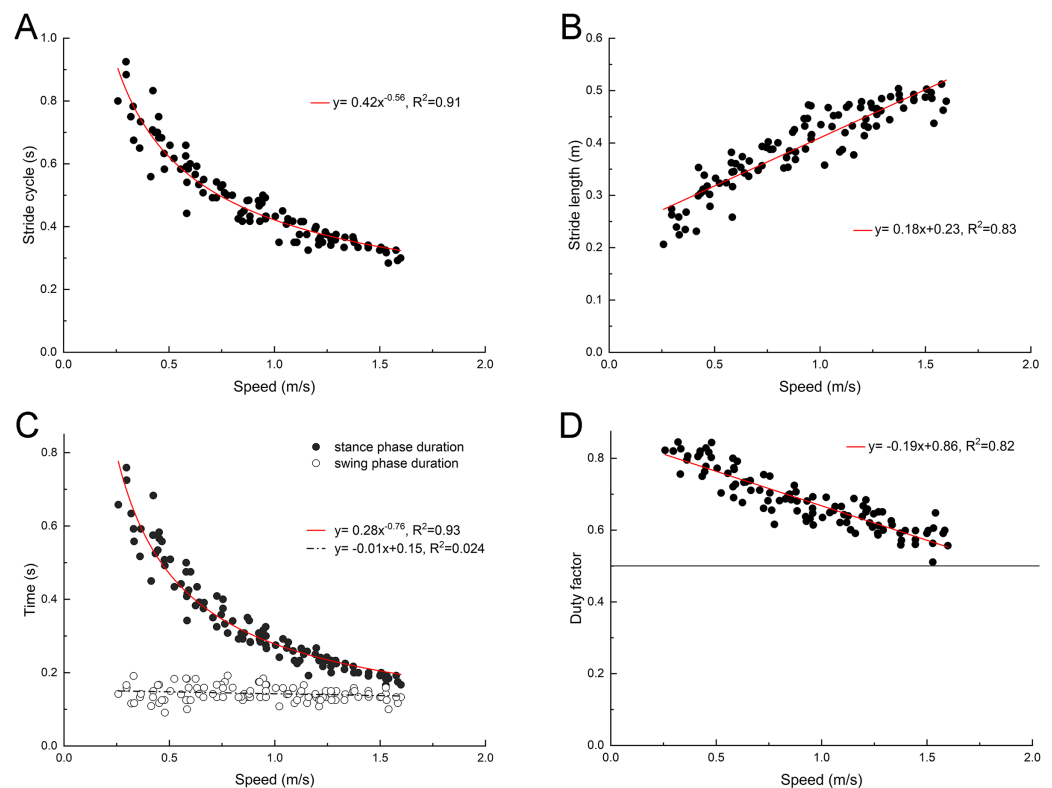 A
1.0
0.8
0.6
0.4
0.2
0.0
Stride cycle (s)
y= 0.42x^-0.56, R²=0.91
0.0 0.5 1.0 1.5 2.0
Speed (m/s)
B
0.6
0.5
0.4
0.3
0.2
0.1
0.0
Stride length (m)
y= 0.18x+0.23, R²=0.83
0.0 0.5 1.0 1.5 2.0
Speed (m/s)
C
stance phase duration
swing phase duration
0.8
0.6
0.4
0.2
0.0
Time (s)
y= 0.28x^-0.76, R²=0.93
y= -0.01x+0.15, R²=0.024
0.0 0.5 1.0 1.5 2.0
Speed (m/s)
D
0.8
0.6
0.4
0.2
0.0
Duty factor
y= -0.19x+0.86, R²=0.82
0.0 0.5 1.0 1.5 2.0
Speed (m/s)